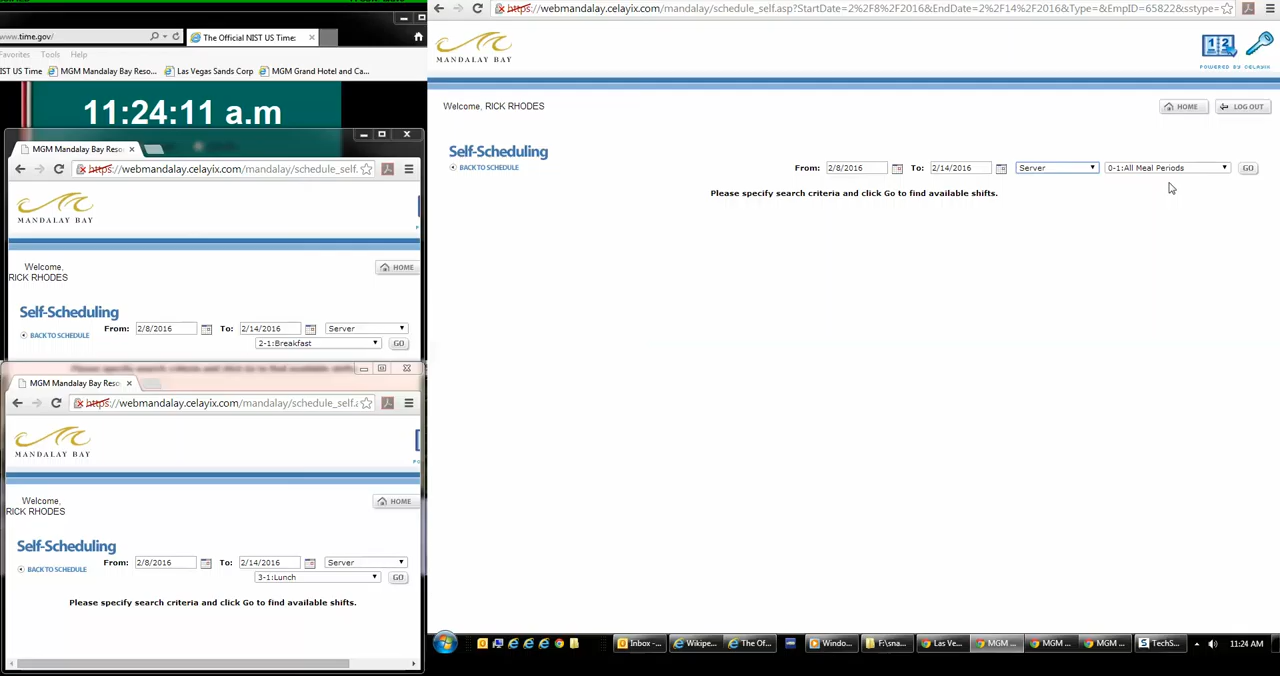 www.time.gov/
The Official NIST US Time:
Favorites Tools Help
IST US Time MGM Mandalay Bay Reso... Las Vegas Sands Corp MGM Grand Hotel and Ca...
11:24:11 a.m
MGM Mandalay Bay Reso
https://webmandalay.celayix.com/mandalay/schedule_self.
MANDALAY BAY
Welcome,
RICK RHODES
HOME
Self-Scheduling
BACK TO SCHEDULE
From: 2/8/2016 To: 2/14/2016 Server
2-1:Breakfast GO
MGM Mandalay Bay Reso
https://webmandalay.celayix.com/mandalay/schedule_self.
MANDALAY BAY
Welcome,
RICK RHODES
HOME
Self-Scheduling
BACK TO SCHEDULE
From: 2/8/2016 To: 2/14/2016 Server
3-1:Lunch GO
Please specify search criteria and click Go to find available shifts.
https://webmandalay.celayix.com/mandalay/schedule_self.asp?StartDate=2%2F8%2F2016&EndDate=2%2F14%2F2016&Type=&EmpID=65822&sstype=
MANDALAY BAY
12
POWERED BY CELAYIX
Welcome, RICK RHODES
HOME LOG OUT
Self-Scheduling
BACK TO SCHEDULE
From: 2/8/2016 To: 2/14/2016 Server 0-1:All Meal Periods GO
Please specify search criteria and click Go to find available shifts.
Inbox -... Wikipe... The Of... Windo... F:\sna... Las Ve... MGM ... MGM ... MGM ... TechS... 11:24 AM